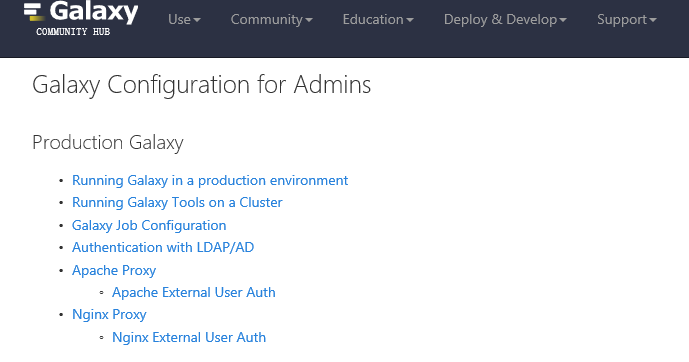 Galaxy
COMMUNITY HUB
Use
Community
Education
Deploy & Develop
Support
Galaxy Configuration for Admins
Production Galaxy
Running Galaxy in a production environment
Running Galaxy Tools on a Cluster
Galaxy Job Configuration
Authentication with LDAP/AD
Apache Proxy
Apache External User Auth
Nginx Proxy
Nginx External User Auth